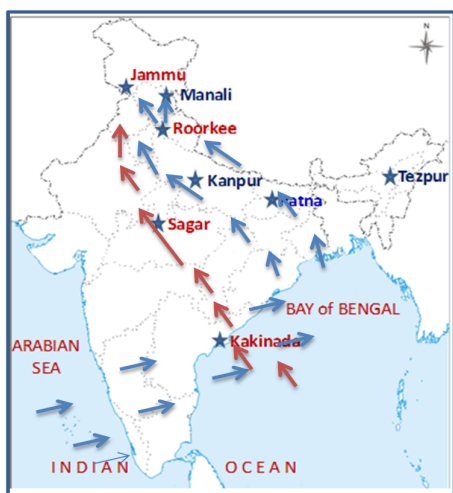 N
Jammu
Manali
Roorkee
Kanpur
Tezpur
Patna
Sagar
BAY of BENGAL
Kakinada
ARABIAN
SEA
INDIAN OCEAN